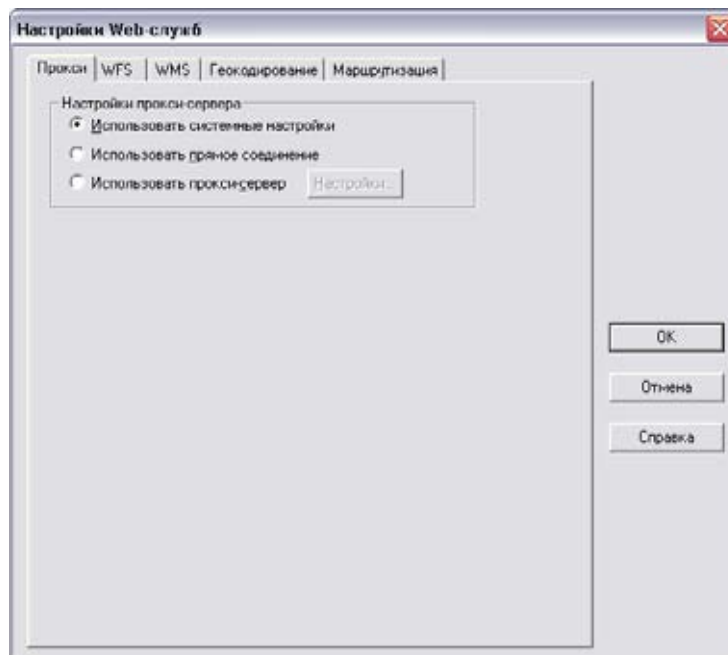 Настройки Web-служб
Прокси WFS WMS Геокодирование Маршрутизация
Настройки прокси-сервера
Использовать системные настройки
Использовать прямое соединение
Использовать прокси-сервер Настройки...
OK
Отмена
Справка